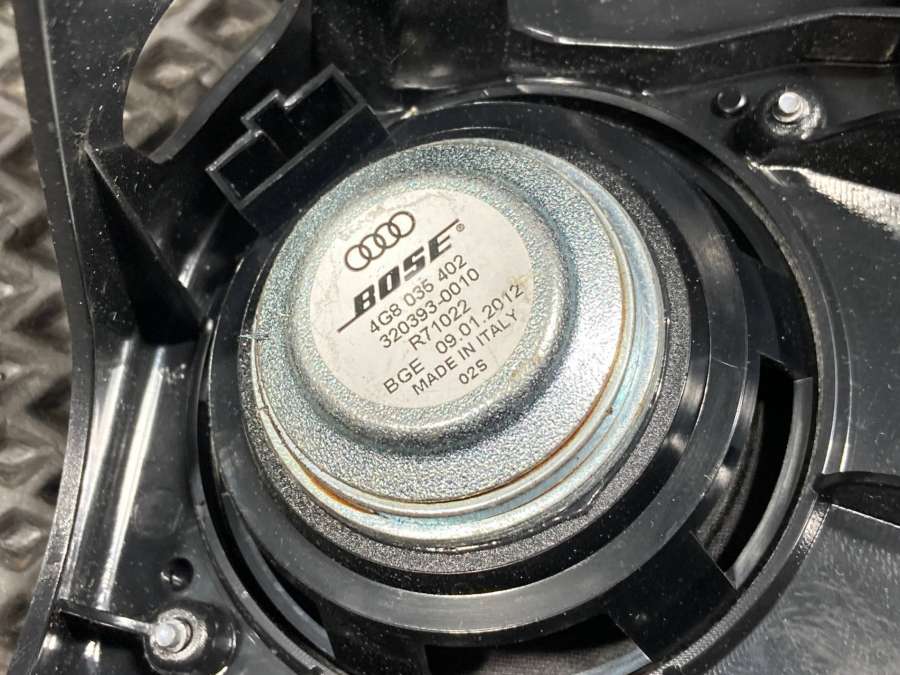 BOSE®
4G8 035 402
320393-0010
R71022
BGE 09.01.2012
MADE IN ITALY
02S